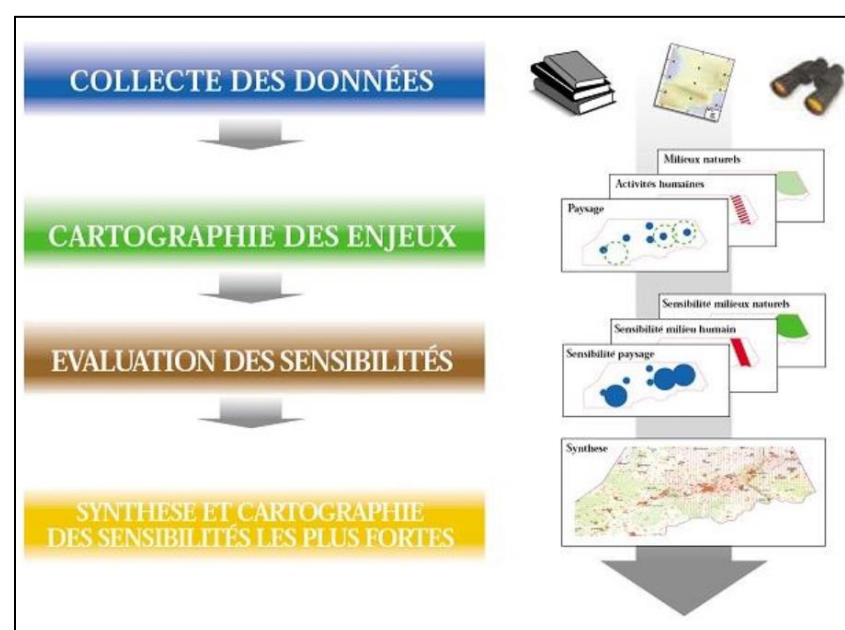 COLLECTE DES DONNÉES
Milieux naturels
Activités humaines
Paysage
CARTOGRAPHIE DES ENJEUX
Sensibilité milieux naturels
Sensibilité milieu humain
Sensibilité paysage
EVALUATION DES SENSIBILITÉS
Synthese
SYNTHESE ET CARTOGRAPHIE
DES SENSIBILITÉS LES PLUS FORTES